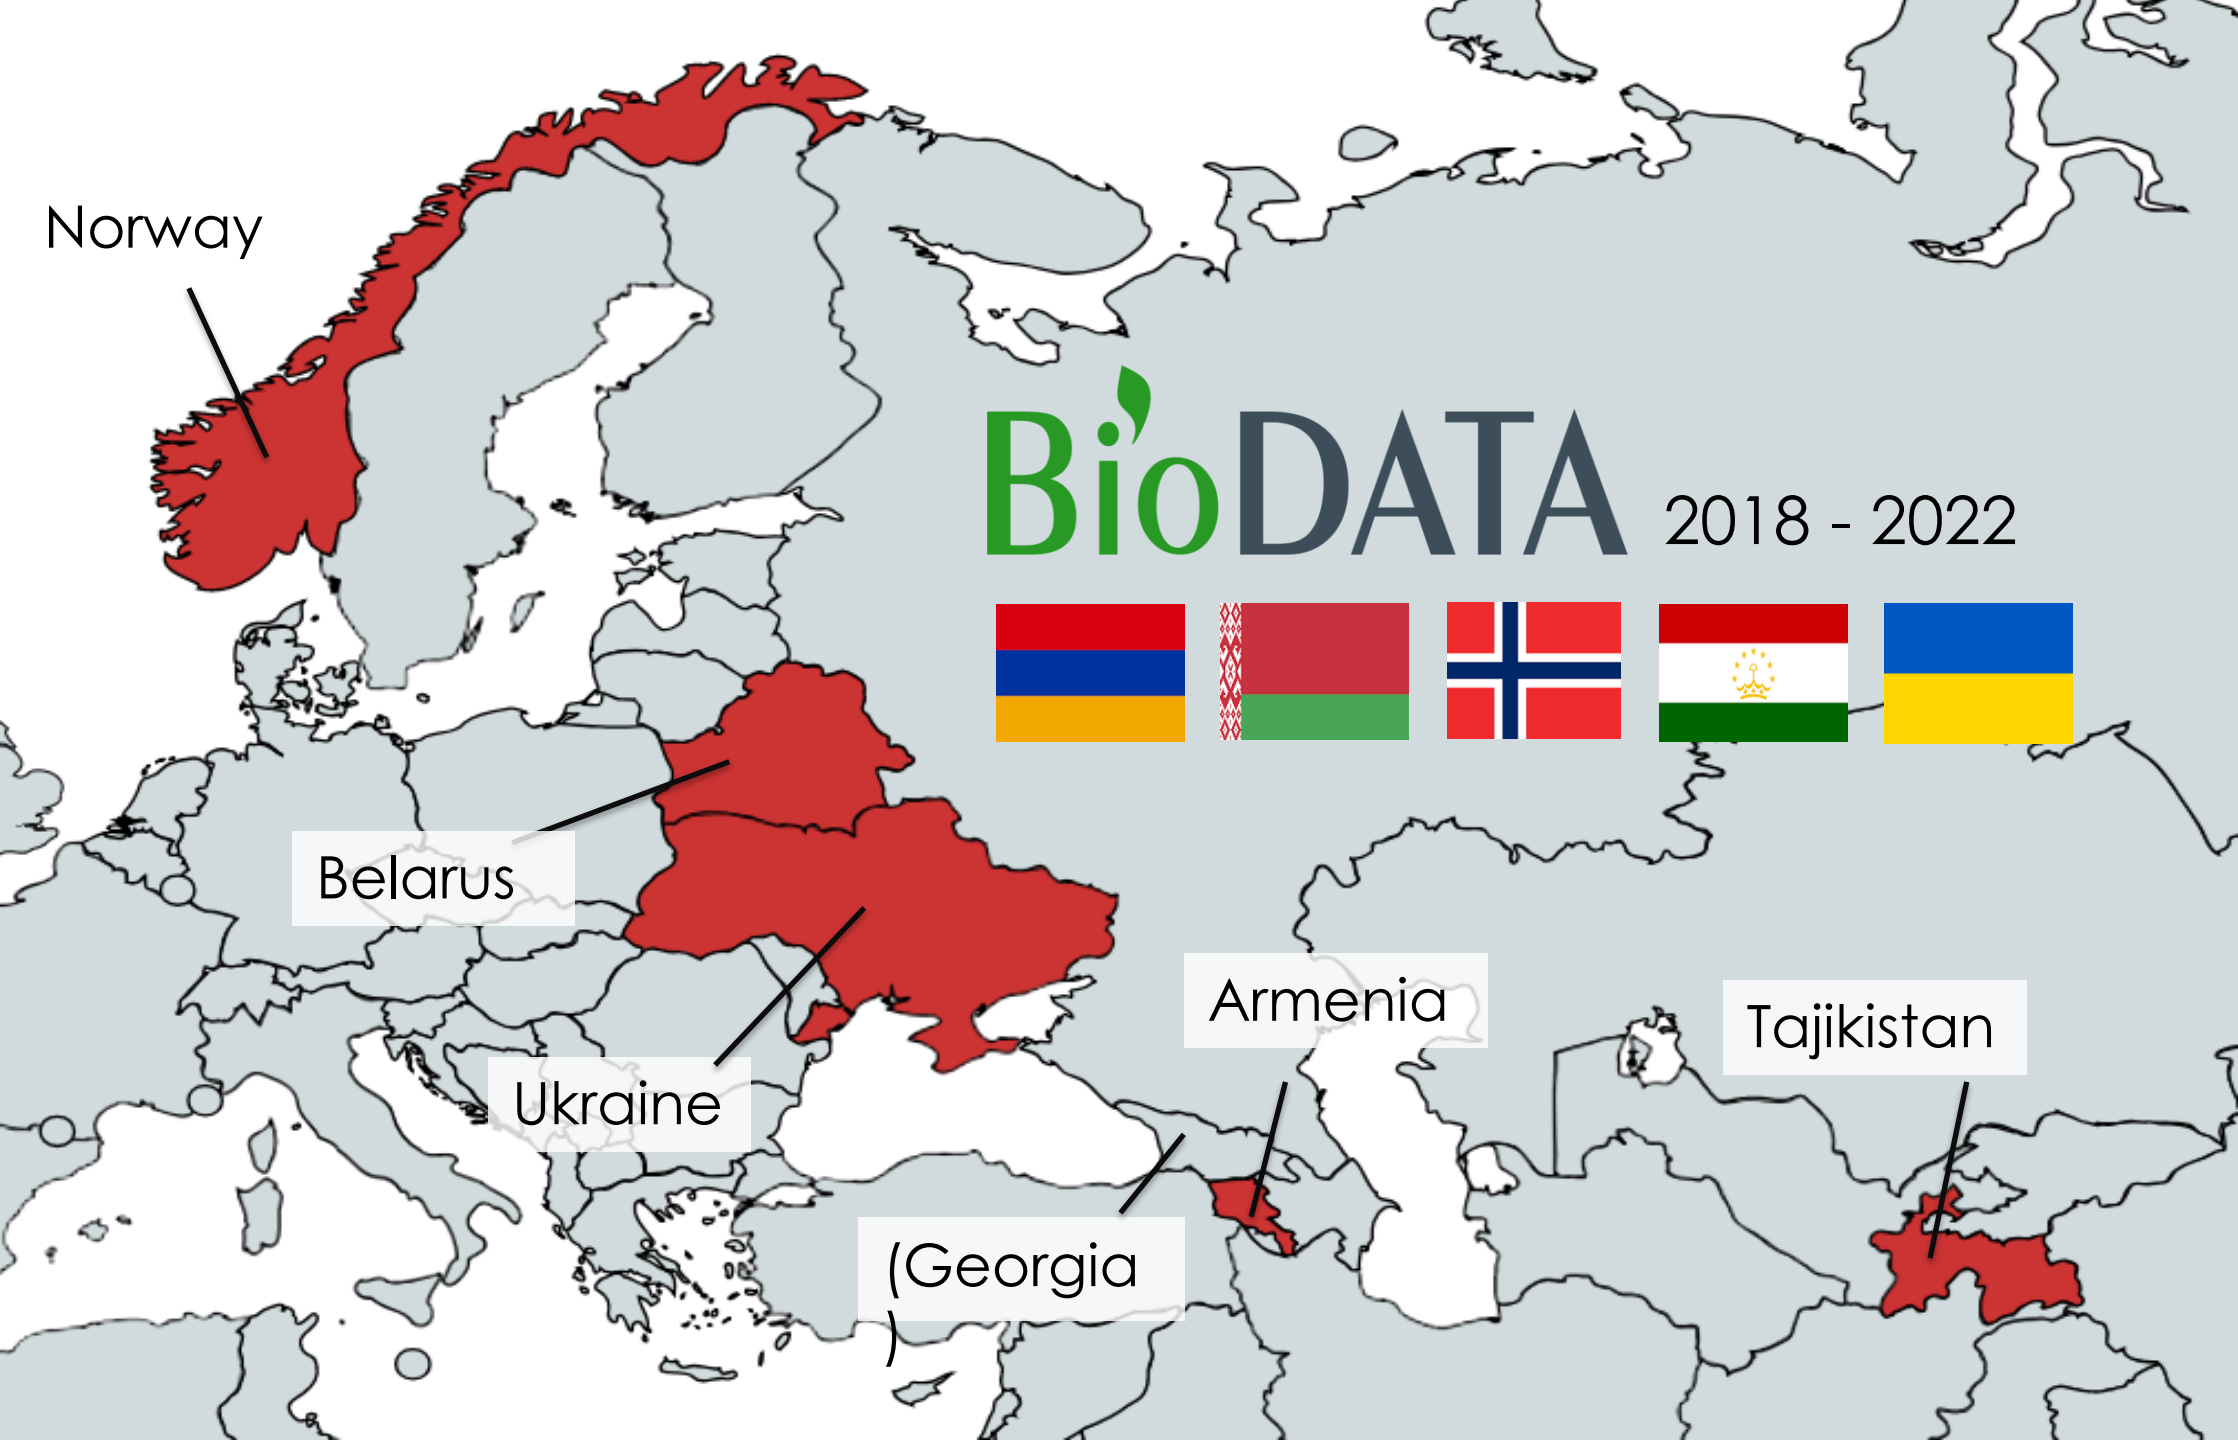 Norway
BioDATA 2018 - 2022
Belarus
Armenia
Tajikistan
Ukraine
(Georgia
)